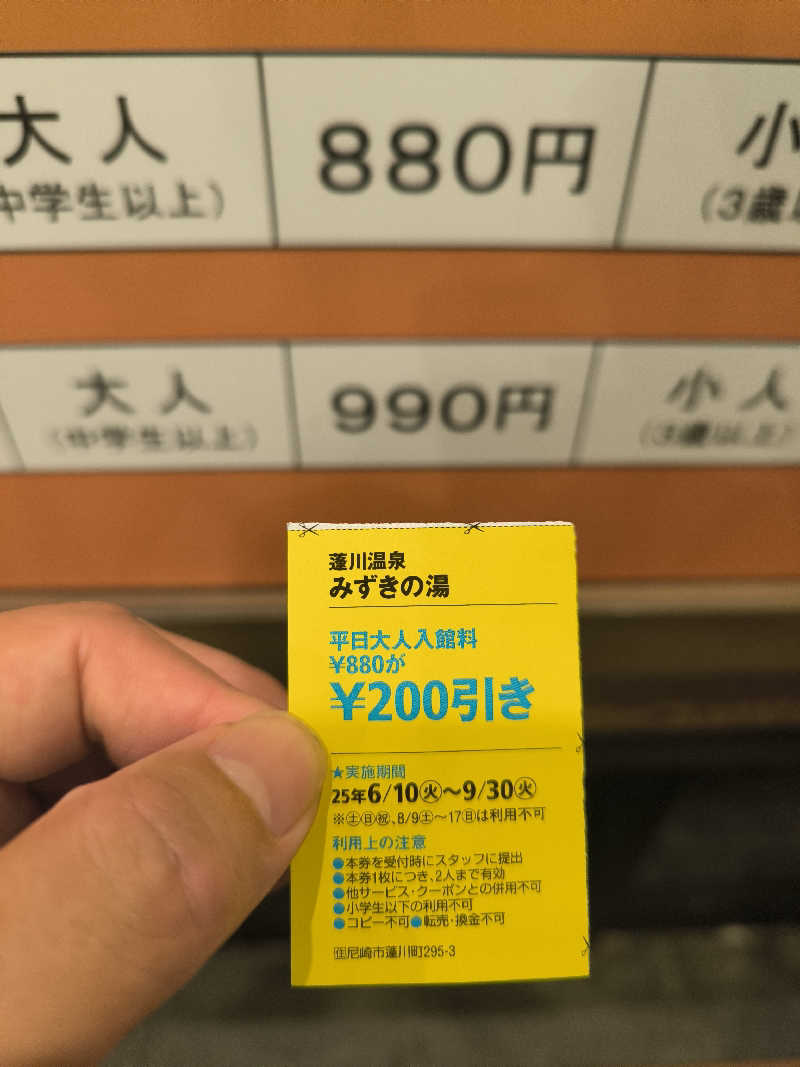 大人 880円 小
中学生以上） （3歳
大人 990円 小人
（中学生以上） （3歳以上）
蓬川温泉
みずきの湯
平日大人入館料
¥880が
¥200引き
★実施期間
25年6/10㊋～9/30㊋
※㊏㊐㊗、8/9㊏～17㊐は利用不可
利用上の注意
●本券を受付時にスタッフに提出
●本券1枚につき、2人まで有効
●他サービス・クーポンとの併用不可
●小学生以下の利用不可
●コピー不可●転売・換金不可
㊟尼崎市蓬川町295-3